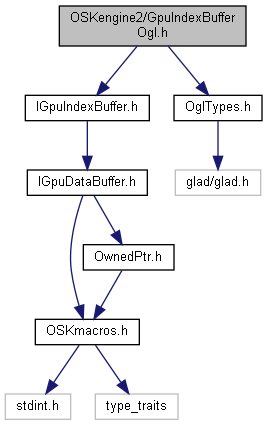 OSKengine2/GpuIndexBuffer
Ogl.h
IGpuIndexBuffer.h
OglTypes.h
IGpuDataBuffer.h
glad/glad.h
OwnedPtr.h
OSKmacros.h
stdint.h
type_traits